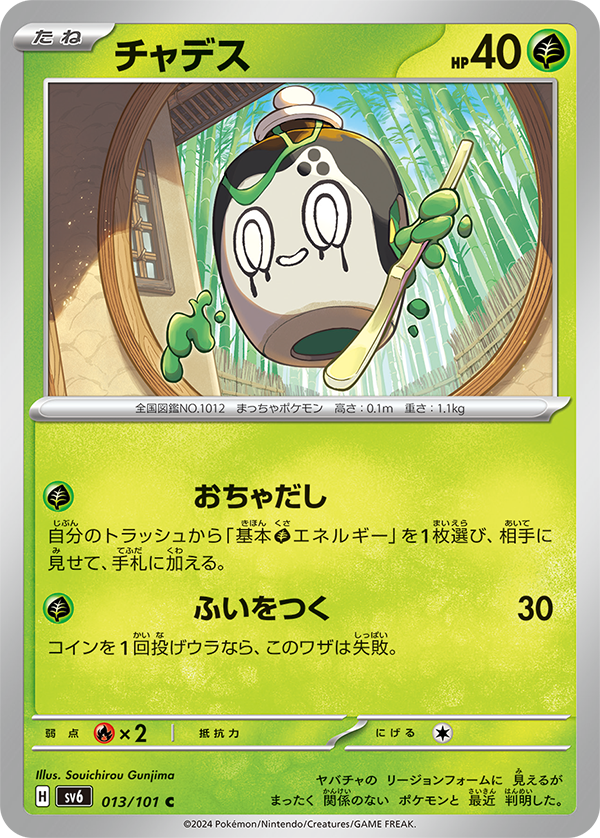 たね
チャデス
HP40
全国図鑑NO.1012 まっちゃポケモン 高さ:0.1m 重さ:1.1kg
おちゃだし
自分のトラッシュから「基本エネルギー」を1枚選び、相手に
見せて、手札に加える。
ふいをつく 30
コインを1回投げウラなら、このワザは失敗。
弱点 ×2 抵抗力 にげる
Illus. Souichirou Gunjima
H sv6 013/101 C
ヤバチャの リージョンフォームに 見えるが
まったく 関係のない ポケモンと 最近 判明した。
©2024 Pokémon/Nintendo/Creatures/GAME FREAK.